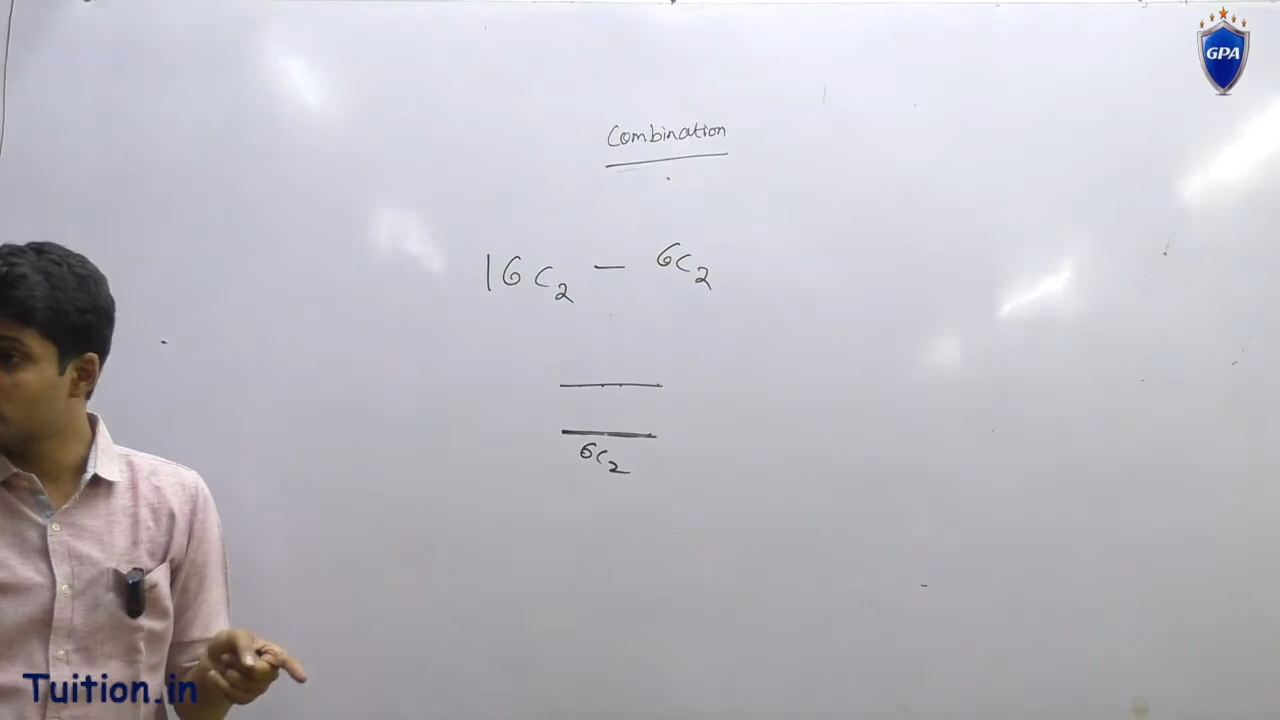 GPA
Combination
16C₂ — ⁶C₂
⁶C₂
Tuition.in